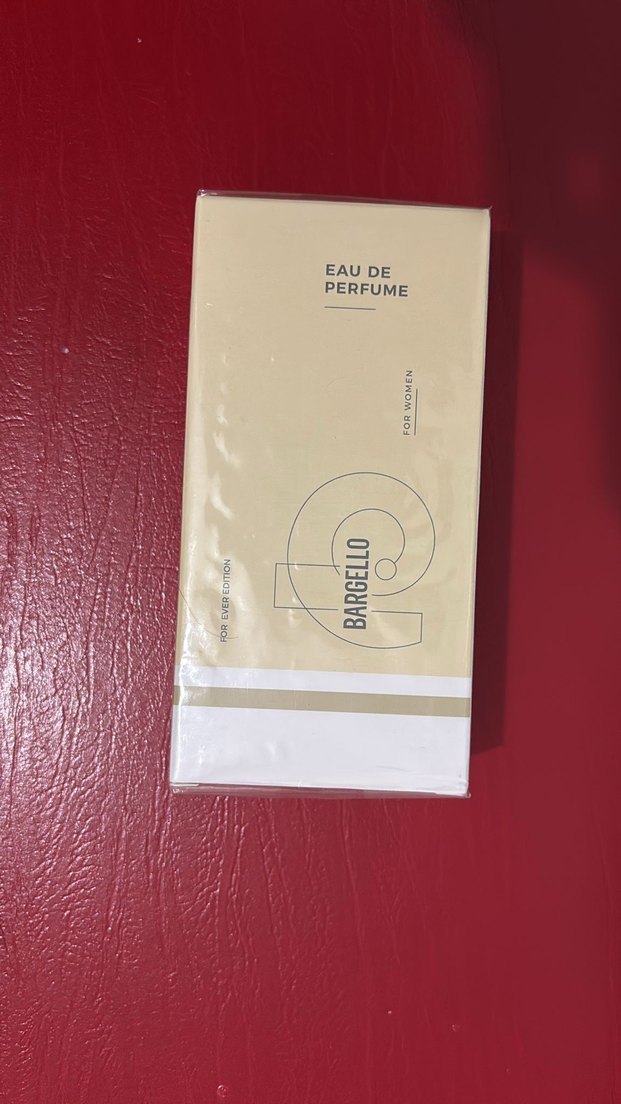 EAU DE
PERFUME
FOR WOMEN
BARGELLO
FOR EVER EDITION